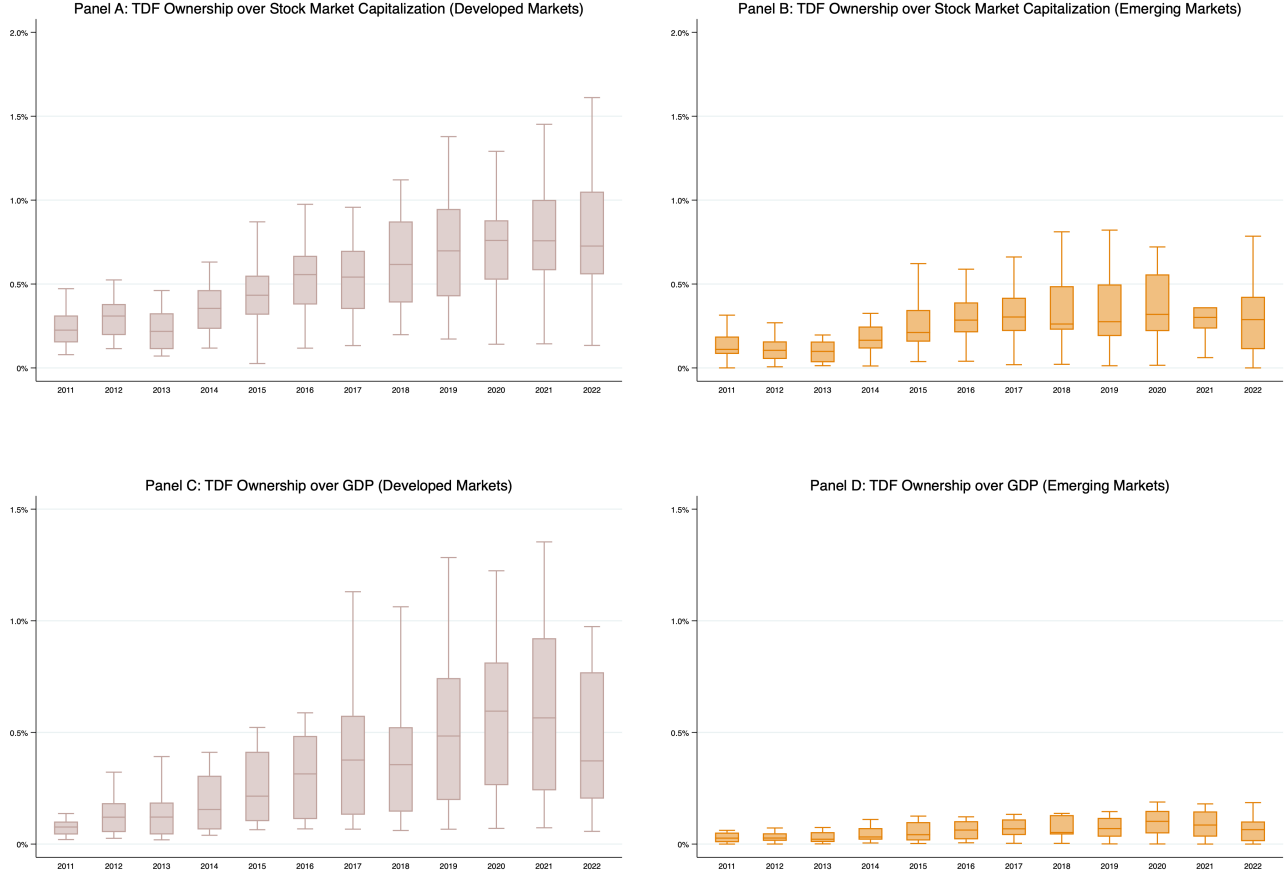 Panel A: TDF Ownership over Stock Market Capitalization (Developed Markets)
2.0%
1.5%
1.0%
0.5%
0%
2011 2012 2013 2014 2015 2016 2017 2018 2019 2020 2021 2022
Panel B: TDF Ownership over Stock Market Capitalization (Emerging Markets)
2.0%
1.5%
1.0%
0.5%
0%
2011 2012 2013 2014 2015 2016 2017 2018 2019 2020 2021 2022
Panel C: TDF Ownership over GDP (Developed Markets)
1.5%
1.0%
0.5%
0%
2011 2012 2013 2014 2015 2016 2017 2018 2019 2020 2021 2022
Panel D: TDF Ownership over GDP (Emerging Markets)
1.5%
1.0%
0.5%
0%
2011 2012 2013 2014 2015 2016 2017 2018 2019 2020 2021 2022